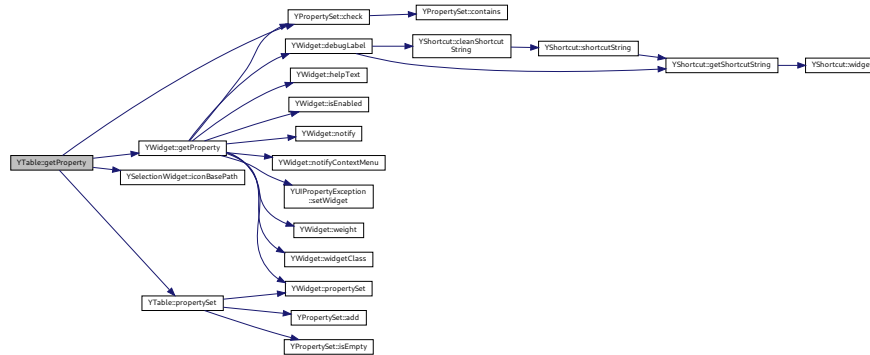 YPropertySet::check
YPropertySet::contains
YWidget::debugLabel
YShortcut::cleanShortcut
String
YShortcut::shortcutString
YShortcut::getShortcutString
YShortcut::widget
YWidget::helpText
YWidget::isEnabled
YWidget::notify
YWidget::getProperty
YTable::getProperty
YWidget::notifyContextMenu
YSelectionWidget::iconBasePath
YUIPropertyException
::setWidget
YWidget::weight
YWidget::widgetClass
YWidget::propertySet
YTable::propertySet
YPropertySet::add
YPropertySet::isEmpty